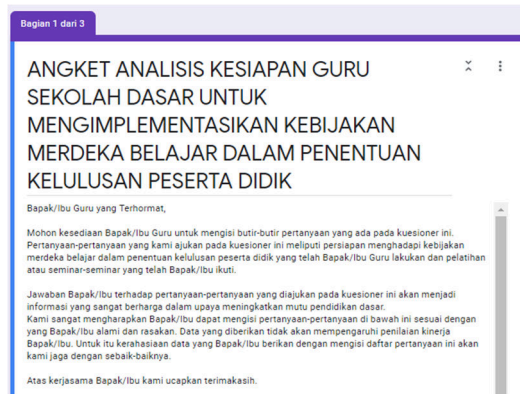 Bagian 1 dari 3
ANGKET ANALISIS KESIAPAN GURU
SEKOLAH DASAR UNTUK
MENGIMPLEMENTASIKAN KEBIJAKAN
MERDEKA BELAJAR DALAM PENENTUAN
KELULUSAN PESERTA DIDIK
Bapak/Ibu Guru yang Terhormat,
Mohon kesediaan Bapak/Ibu Guru untuk mengisi butir-butir pertanyaan yang ada pada kuesioner ini.
Pertanyaan-pertanyaan yang kami ajukan pada kuesioner ini meliputi persiapan menghadapi kebijakan
merdeka belajar dalam penentuan kelulusan peserta didik yang telah Bapak/Ibu Guru lakukan dan pelatihan
atau seminar-seminar yang telah Bapak/Ibu ikuti.
Jawaban Bapak/Ibu terhadap pertanyaan-pertanyaan yang diajukan pada kuesioner ini akan menjadi
informasi yang sangat berharga dalam upaya meningkatkan mutu pendidikan dasar.
Kami sangat mengharapkan Bapak/Ibu dapat mengisi pertanyaan-pertanyaan di bawah ini sesuai dengan
yang Bapak/Ibu alami dan rasakan. Data yang diberikan tidak akan mempengaruhi penilaian kinerja
Bapak/Ibu. Untuk itu kerahasiaan data yang Bapak/Ibu berikan dengan mengisi daftar pertanyaan ini akan
kami jaga dengan sebaik-baiknya.
Atas kerjasama Bapak/Ibu kami ucapkan terimakasih.